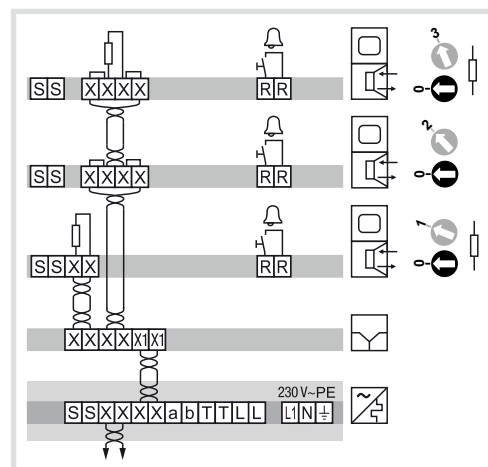 3
S S X X X X R R
0
2
S S X X X X R R
0
1
S S X X R R
0
X X X X X1 X1
230 V~PE
S S X X X X a b T T L L L1 N